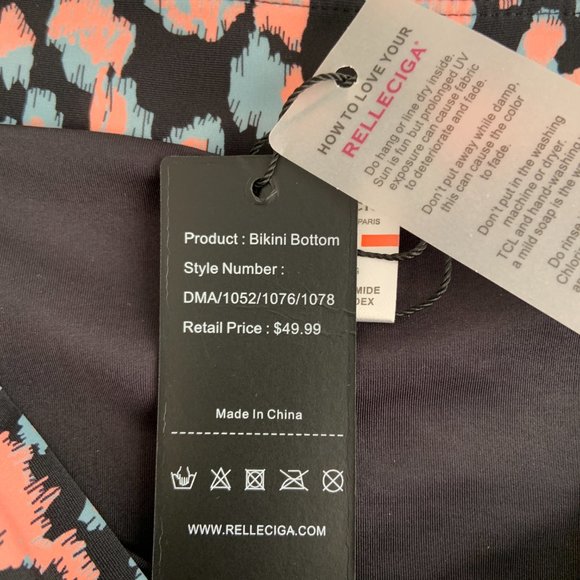 HOW TO LOVE YOUR
RELLECIGA®
Do hang or line dry inside.
Sun is fun but prolonged UV
exposure can cause fabric
to deteriorate and fade.
Don't put away while damp,
this can cause the color
to fade.
Don't put in the washing
machine or dryer.
TCL and hand-washing
a mild soap is the
Do rinse
Chlor
PARIS
MIDE
DEX
Product : Bikini Bottom
Style Number :
DMA/1052/1076/1078
Retail Price : $49.99
Made In China
WWW.RELLECIGA.COM